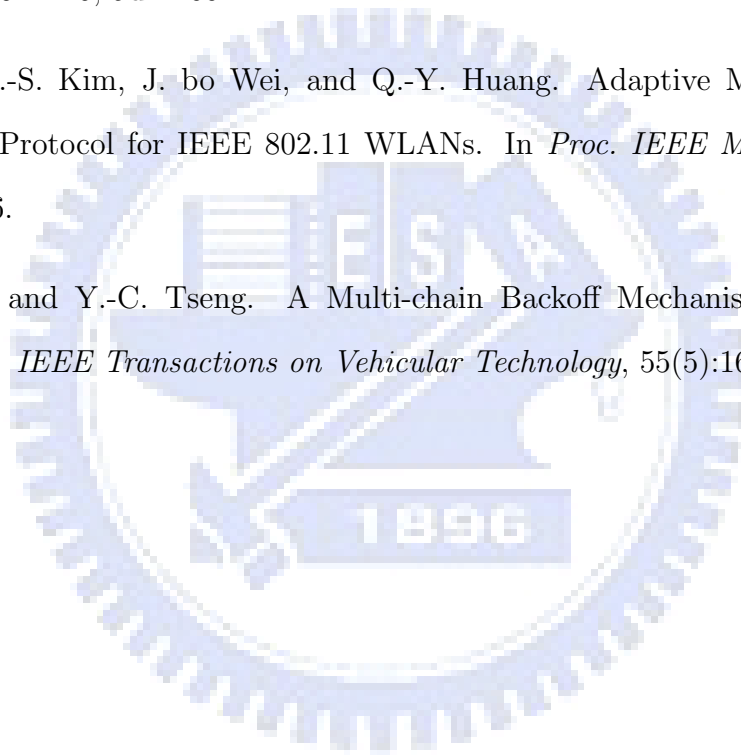 .-S. Kim, J. bo Wei, and Q.-Y. Huang. Adaptive M
Protocol for IEEE 802.11 WLANs. In Proc. IEEE M
6.
E S A
and Y.-C. Tseng. A Multi-chain Backoff Mechanis
IEEE Transactions on Vehicular Technology, 55(5):16
1896